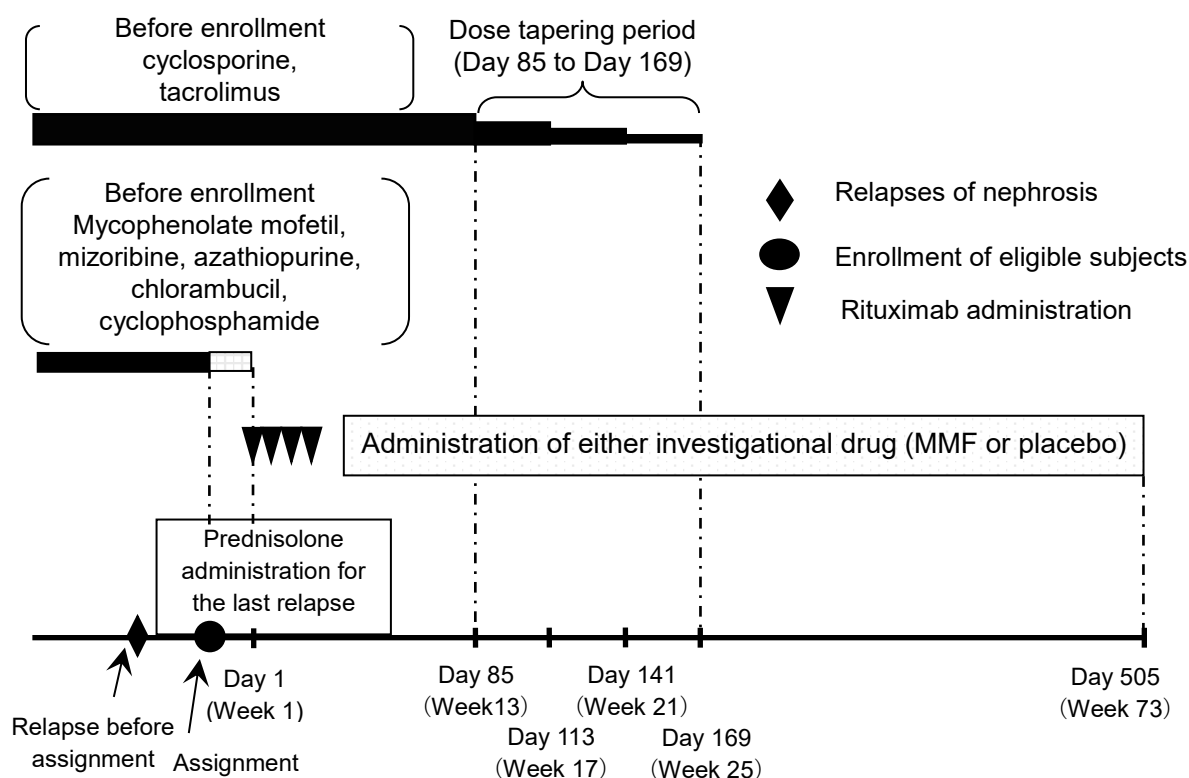 Before enrollment
cyclosporine,
tacrolimus
Dose tapering period
(Day 85 to Day 169)
Before enrollment
Mycophenolate mofetil,
mizoribine, azathiopurine,
chlorambucil,
cyclophosphamide
Relapses of nephrosis
Enrollment of eligible subjects
Rituximab administration
Administration of either investigational drug (MMF or placebo)
Prednisolone
administration for
the last relapse
Relapse before
assignment
Assignment
Day 1
(Week 1)
Day 85
（Week13）
Day 113
（Week 17）
Day 141
（Week 21）
Day 169
（Week 25）
Day 505
（Week 73）